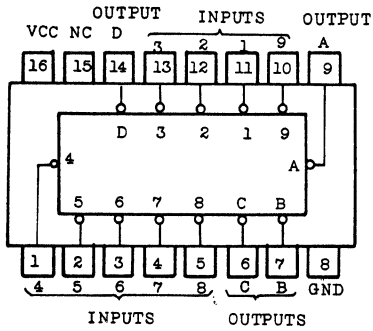 OUTPUT INPUTS OUTPUT
VCC NC D 3 2 1 9 A
16 15 14 13 12 11 10 9
D 3 2 1 9
4 A
5 6 7 8 C B
1 2 3 4 5 6 7 8
4 5 6 7 8 C B GND
INPUTS OUTPUTS